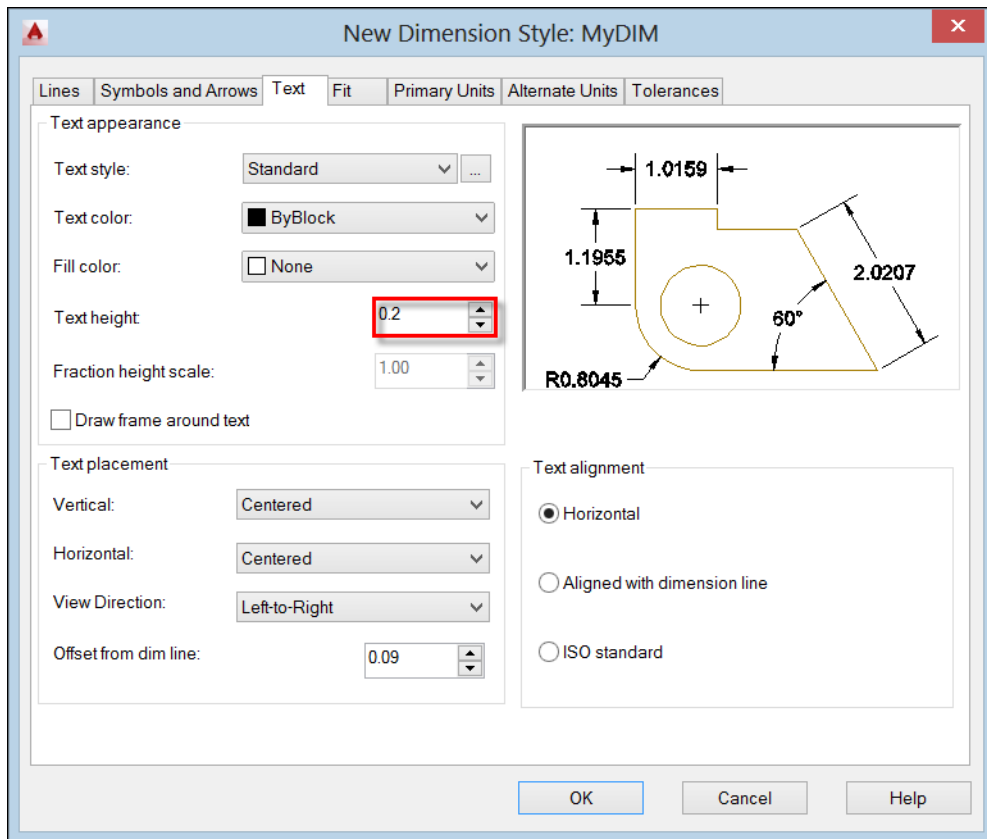 New Dimension Style: MyDIM
Lines Symbols and Arrows Text Fit Primary Units Alternate Units Tolerances
Text appearance
Text style: Standard ...
Text color: ByBlock
Fill color: None
Text height: 0.2
Fraction height scale: 1.00
Draw frame around text
1.0159
1.1955
2.0207
60°
R0.8045
Text placement
Vertical: Centered
Horizontal: Centered
View Direction: Left-to-Right
Offset from dim line: 0.09
Text alignment
Horizontal
Aligned with dimension line
ISO standard
OK Cancel Help